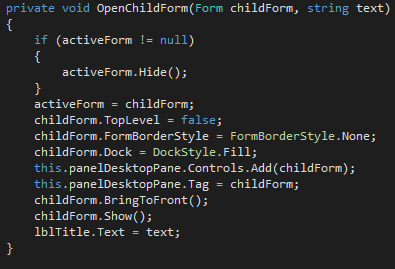 private void OpenChildForm(Form childForm, string text)
{
    if (activeForm != null)
    {
        activeForm.Hide();
    }
    activeForm = childForm;
    childForm.TopLevel = false;
    childForm.FormBorderStyle = FormBorderStyle.None;
    childForm.Dock = DockStyle.Fill;
    this.panelDesktopPane.Controls.Add(childForm);
    this.panelDesktopPane.Tag = childForm;
    childForm.BringToFront();
    childForm.Show();
    lblTitle.Text = text;
}